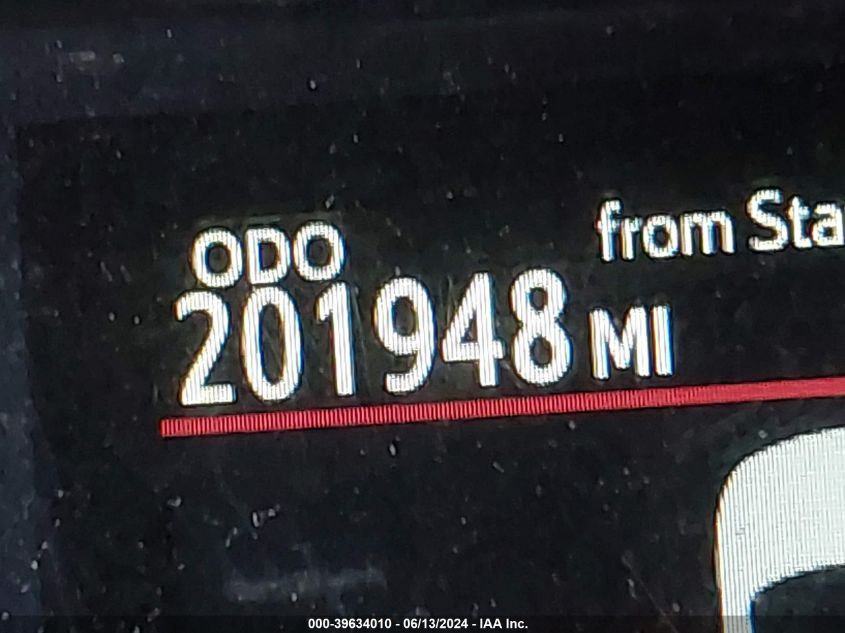 ODO
from Sta
201948 MI
000-39634010 - 06/13/2024 - IAA Inc.